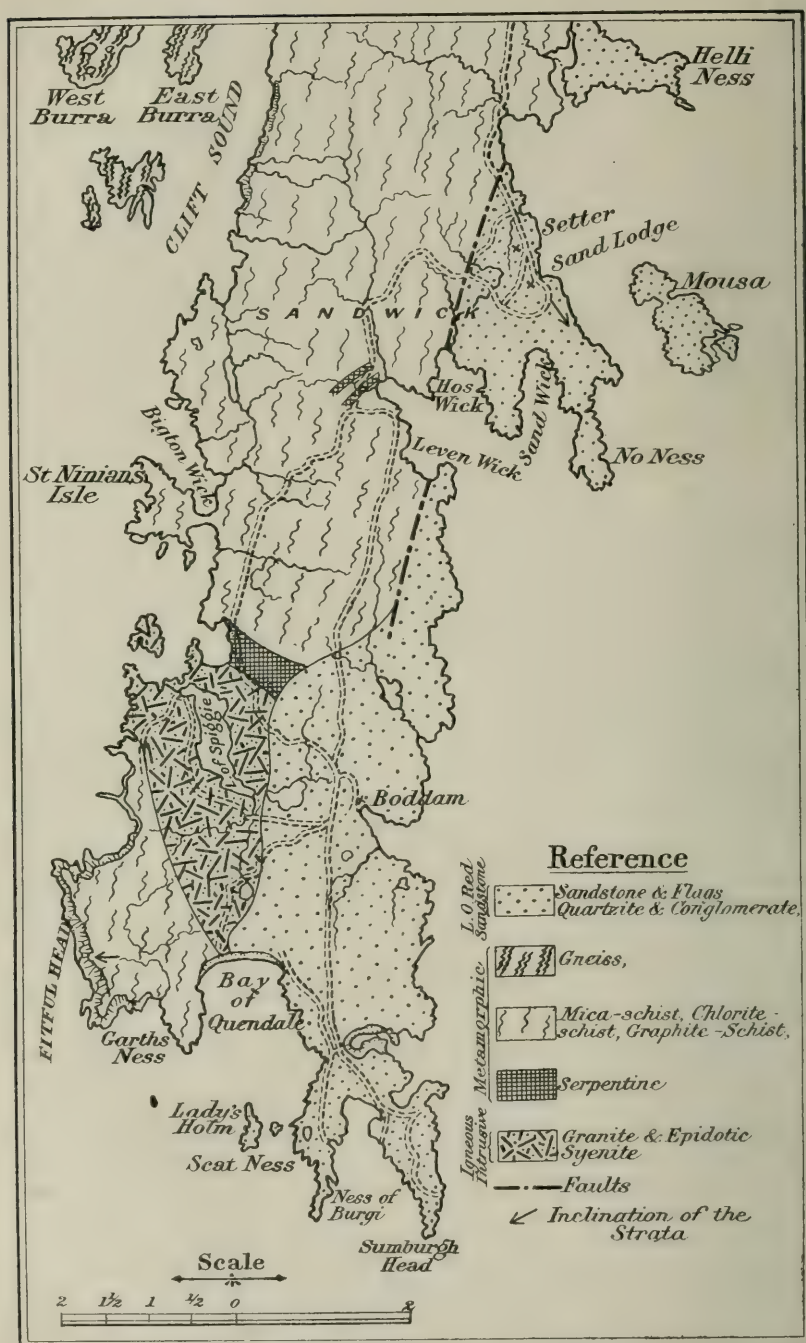 Helli
Ness
West
Burra
East
Burra
CLIFT SOUND
Setter
Sand Lodge
Mousa
SANDWICK
Hos
Wick
Sand Wick
No Ness
Bigton Wick
Leven Wick
St Ninians
Isle
L. of Spiggie
Boddam
FITFUL HEAD
Garths
Ness
Bay
of
Quendale
Lady's
Holm
Scat Ness
Ness of
Burgi
Sumburgh
Head
Reference
L. O. Red
Sandstone
Sandstone & Flags
Quartzite & Conglomerate,
Metamorphic
Gneiss,
Mica-schist, Chlorite-
schist, Graphite-Schist,
Serpentine
Igneous
Intrusive
Granite & Epidotic
Syenite
Faults
Inclination of the
Strata
Scale
2 1½ 1 ½ 0 2